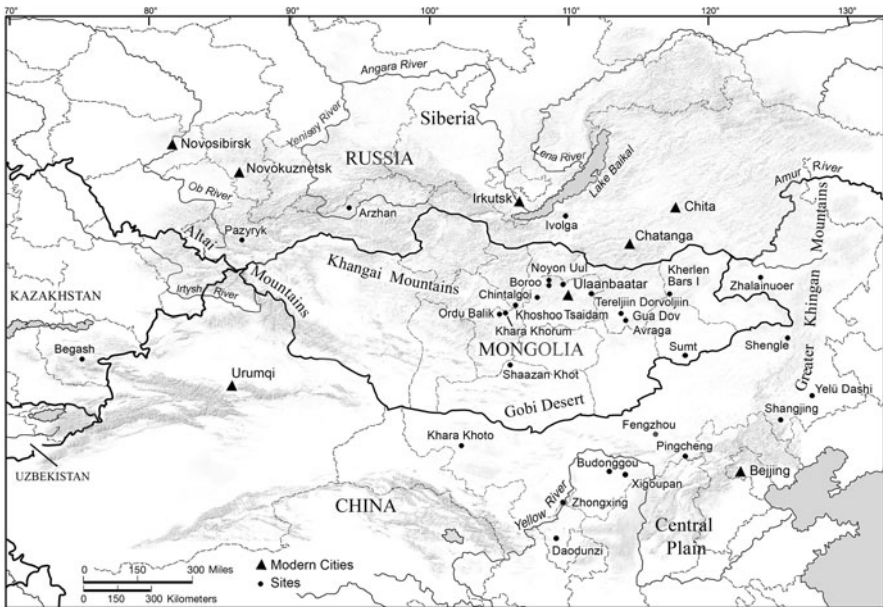 70°
80°
90°
100°
110°
120°
130°
Angara River
Yenisey River
Siberia
Novosibirsk
Lena River
RUSSIA
Novokuznetsk
Lake Baikal
Amur River
Ob River
Irkutsk
Chita
Arzhan
Ivolga
Pazyryk
Chatanga
Altai
Mountains
Khangai Mountains
Noyon Uul
Boroo
Ulaanbaatar
Kherlen
Bars I
Zhalainuoer
Greater Khingan
Mountains
Irtysh River
KAZAKHSTAN
Chintalgoi
Tereljiin Dorvoljiin
Ordu Balik
Khoshoo Tsaidam
Gua Dov
Khara Khorum
Avraga
MONGOLIA
Begash
Sumt
Shengle
Urumqi
Shaazan Khot
Gobi Desert
Yelü Dashi
Shangjing
Fengzhou
Khara Khoto
Pingcheng
UZBEKISTAN
Budonggou
Bejjing
Xigoupan
CHINA
Yellow River
Zhongxing
Central
Plain
Daodunzi
0 150 300 Miles
0 150 300 Kilometers
Modern Cities
Sites